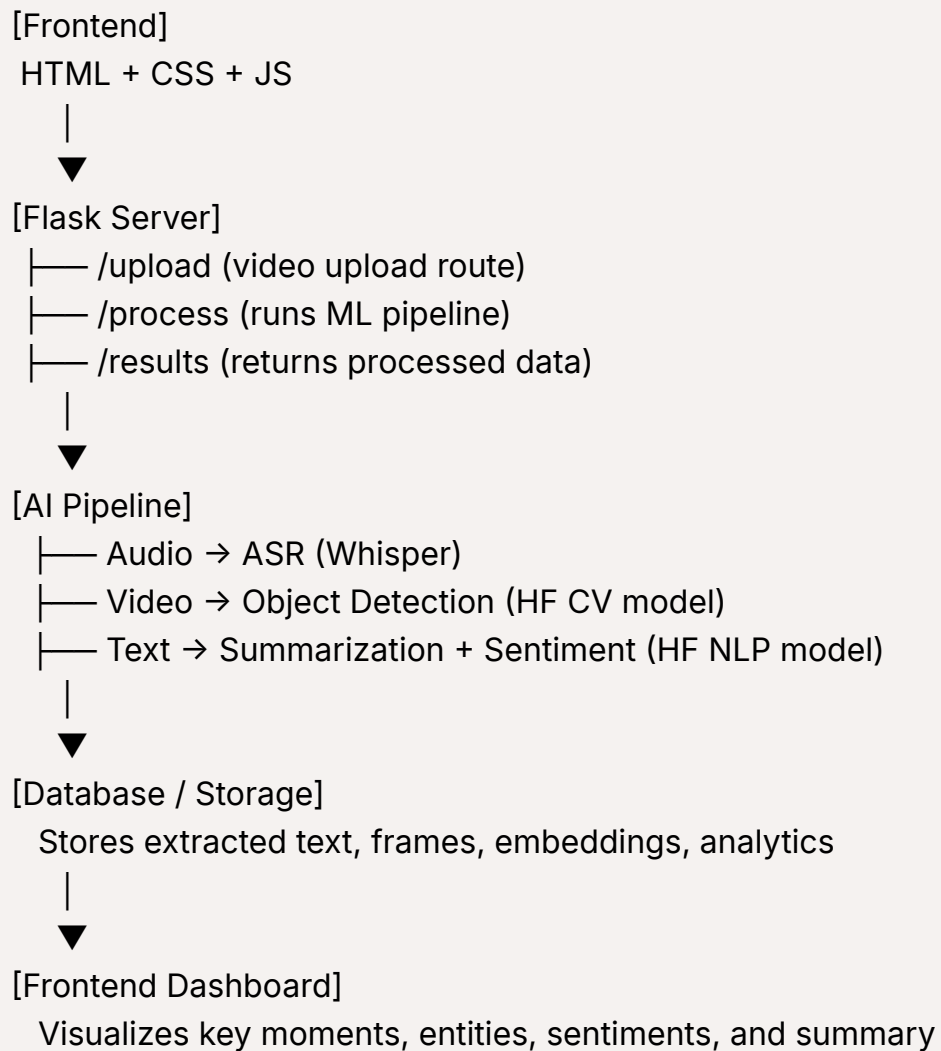 [Frontend]
HTML + CSS + JS
│
▼
[Flask Server]
├── /upload (video upload route)
├── /process (runs ML pipeline)
├── /results (returns processed data)
│
▼
[AI Pipeline]
├── Audio → ASR (Whisper)
├── Video → Object Detection (HF CV model)
├── Text → Summarization + Sentiment (HF NLP model)
│
▼
[Database / Storage]
Stores extracted text, frames, embeddings, analytics
│
▼
[Frontend Dashboard]
Visualizes key moments, entities, sentiments, and summary